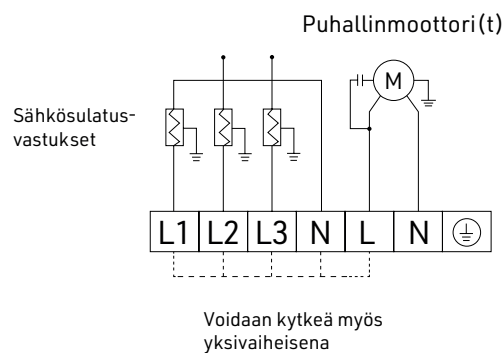 Puhallinmoottori(t)
M
Sähkösulatus-
vastukset
L1 L2 L3 N L N
Voidaan kytkeä myös
yksivaiheisena